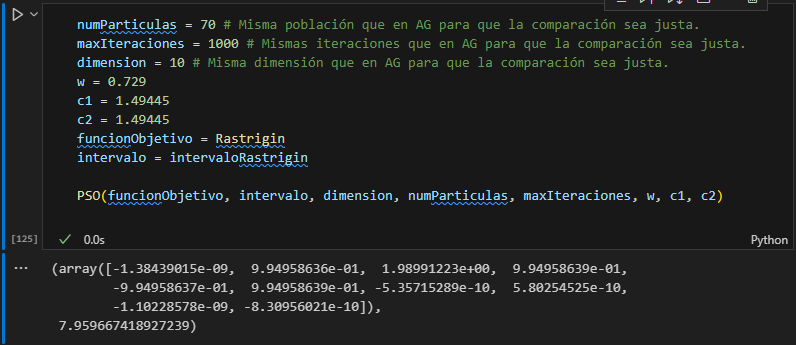 numParticulas = 70 # Misma población que en AG para que la comparación sea justa.
maxIteraciones = 1000 # Mismas iteraciones que en AG para que la comparación sea justa.
dimension = 10 # Misma dimensión que en AG para que la comparación sea justa.
w = 0.729
c1 = 1.49445
c2 = 1.49445
funcionObjetivo = Rastrigin
intervalo = intervaloRastrigin
PSO(funcionObjetivo, intervalo, dimension, numParticulas, maxIteraciones, w, c1, c2)
[125] 0.0s Python
(array([-1.38439015e-09, 9.94958636e-01, 1.98991223e+00, 9.94958639e-01,
-9.94958637e-01, 9.94958639e-01, -5.35715289e-10, 5.80254525e-10,
-1.10228578e-09, -8.30956021e-10]),
7.959667418927239)